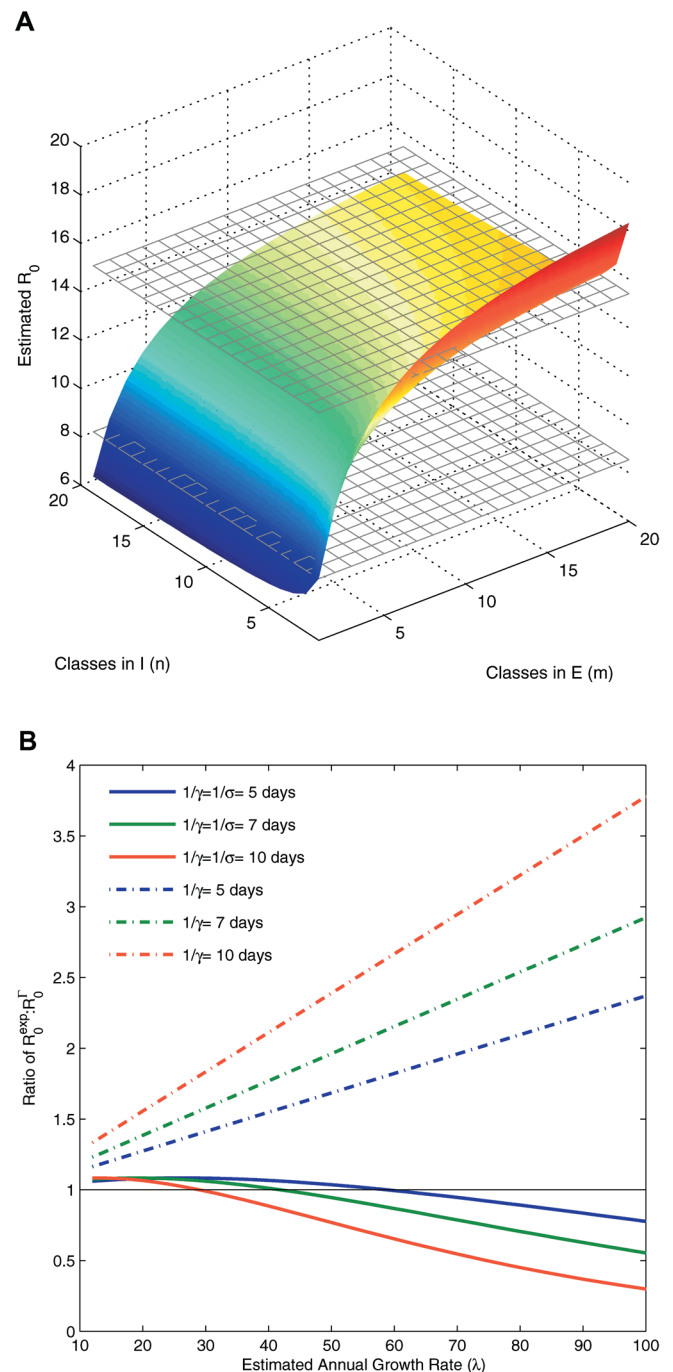 A
20
18
16
14
12
10
8
6
Estimated R0
20
15
10
5
Classes in I (n)
5
10
15
20
Classes in E (m)
B
4
3.5
3
2.5
2
1.5
1
0.5
0
Ratio of R0^exp:R0^Γ
1/γ=1/σ= 5 days
1/γ=1/σ= 7 days
1/γ=1/σ= 10 days
1/γ= 5 days
1/γ= 7 days
1/γ= 10 days
10 20 30 40 50 60 70 80 90 100
Estimated Annual Growth Rate (λ)